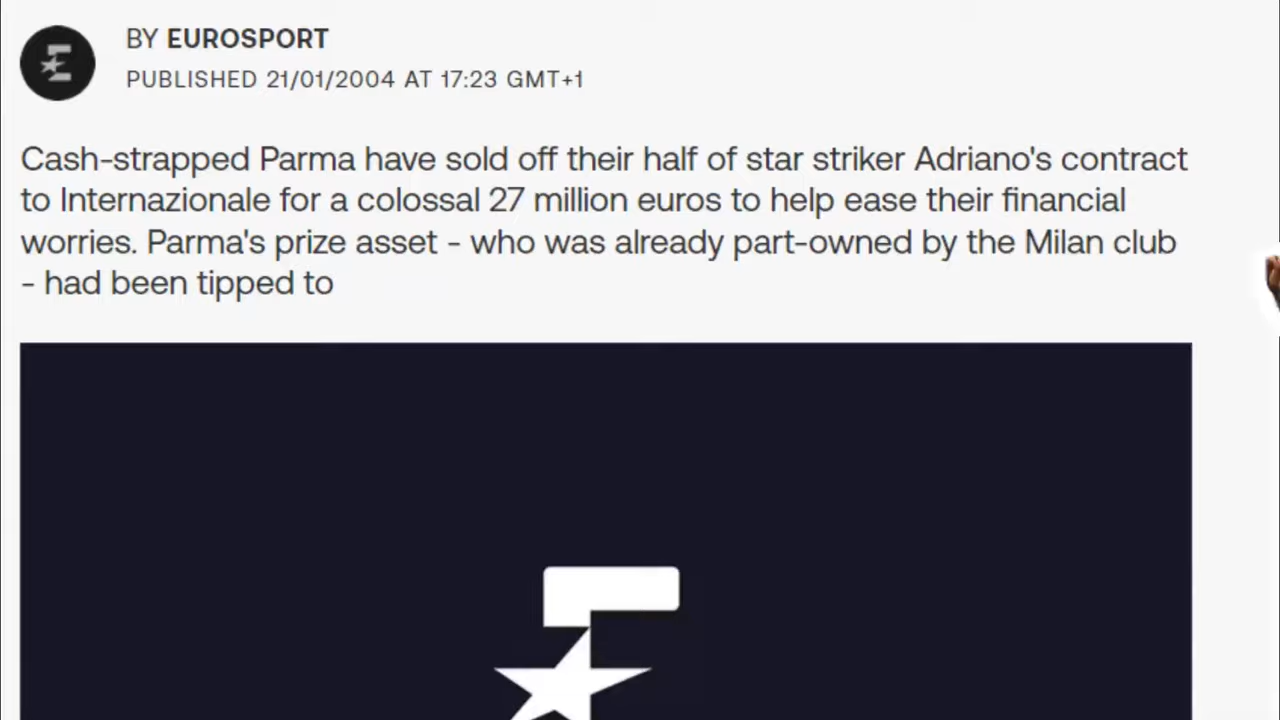 BY EUROSPORT
PUBLISHED 21/01/2004 AT 17:23 GMT+1
Cash-strapped Parma have sold off their half of star striker Adriano's contract
to Internazionale for a colossal 27 million euros to help ease their financial
worries. Parma's prize asset - who was already part-owned by the Milan club
- had been tipped to